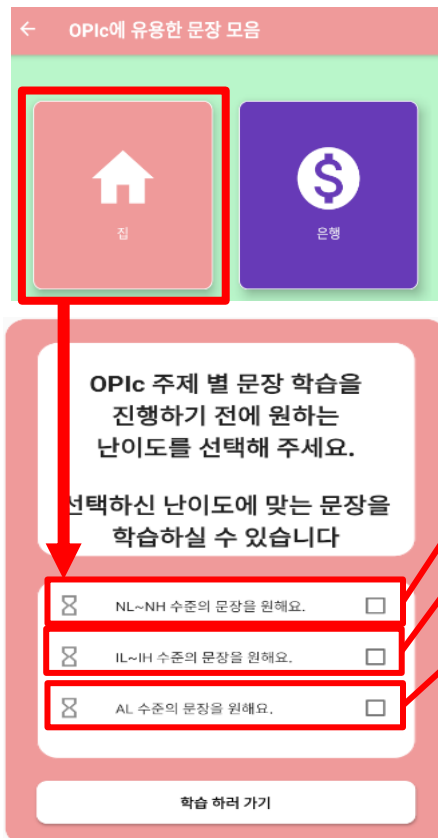 OPIc에 유용한 문장 모음
집
은행
OPIc 주제 별 문장 학습을
진행하기 전에 원하는
난이도를 선택해 주세요.
선택하신 난이도에 맞는 문장을
학습하실 수 있습니다
NL~NH 수준의 문장을 원해요.
IL~IH 수준의 문장을 원해요.
AL 수준의 문장을 원해요.
학습 하러 가기